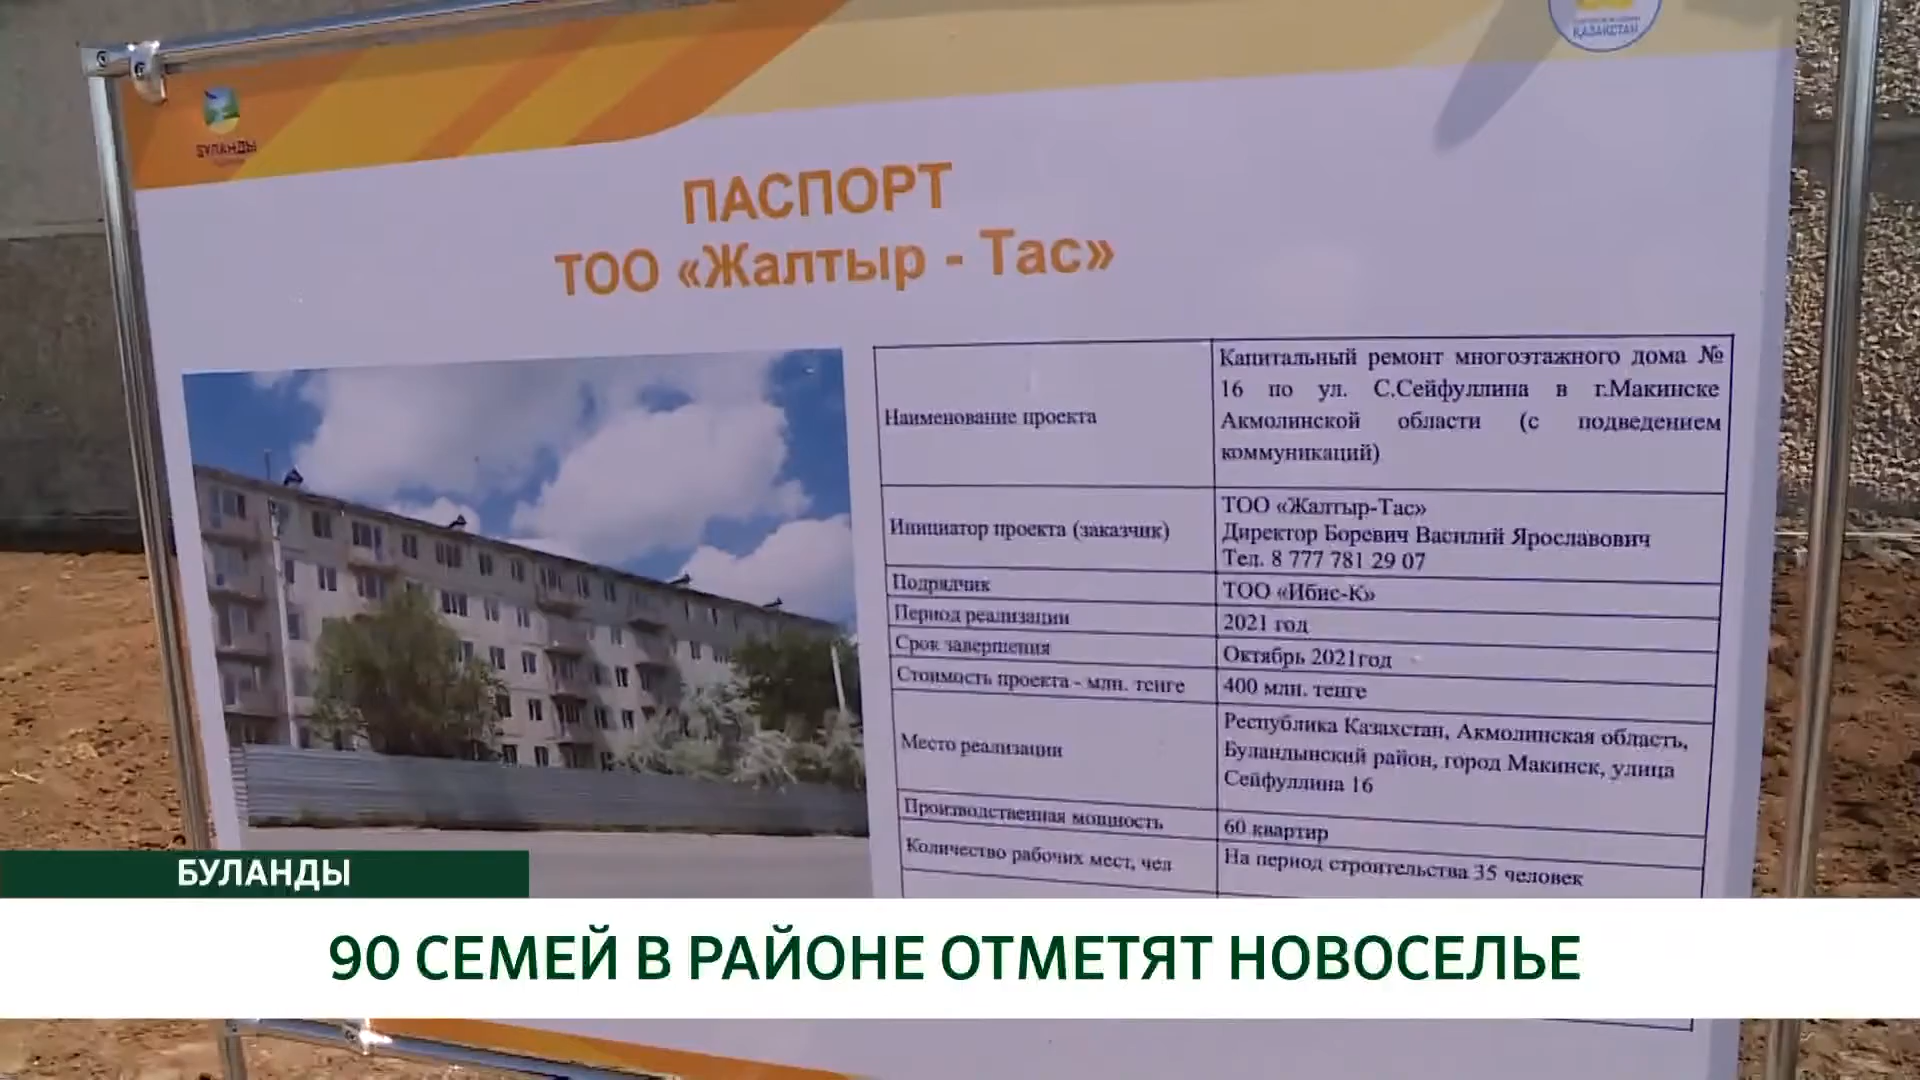 ҚАЗАҚСТАН
БУЛАНДЫ
ПАСПОРТ
ТОО «Жалтыр - Тас»
Наименование проекта
Капитальный ремонт многоэтажного дома №
16 по ул. С.Сейфуллина в г.Макинске
Акмолинской области (с подведением
коммуникаций)
Инициатор проекта (заказчик)
ТОО «Жалтыр-Тас»
Директор Боревич Василий Ярославович
Тел. 8 777 781 29 07
Подрядчик
ТОО «Ибис-К»
Период реализации
2021 год
Срок завершения
Октябрь 2021год
Стоимость проекта - млн. тенге
400 млн. тенге
Место реализации
Республика Казахстан, Акмолинская область,
Буландынский район, город Макинск, улица
Сейфуллина 16
Производственная мощность
60 квартир
Количество рабочих мест, чел
На период строительства 35 человек
БУЛАНДЫ
90 СЕМЕЙ В РАЙОНЕ ОТМЕТЯТ НОВОСЕЛЬЕ